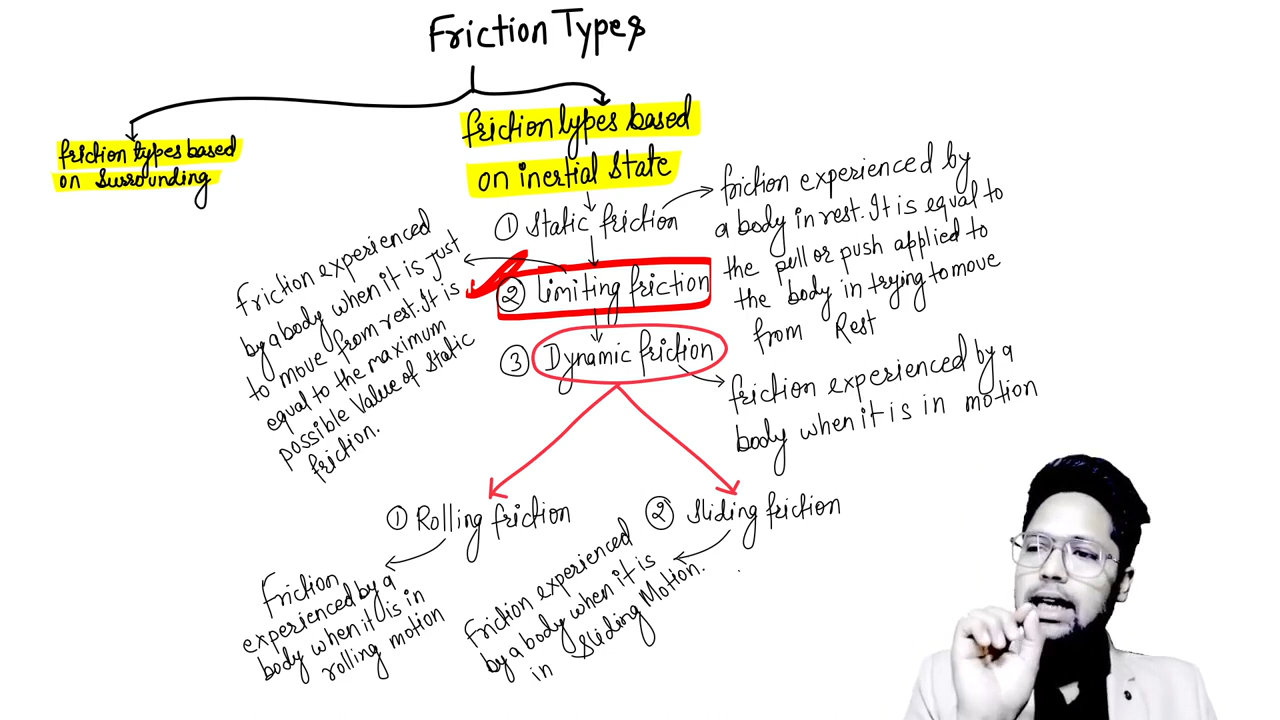 Friction Types
friction types based
on Surrounding
friction types based
on inertial State
① Static friction
friction experienced by
a body in rest. It is equal to
the pull or push applied to
the body in trying to move
from Rest
② Limiting friction
Friction experienced
by a body when it is just
to move from rest. It is
equal to the maximum
possible Value of Static
friction.
③ Dynamic friction
friction experienced by a
body when it is in motion
① Rolling friction
Friction
experienced by a
body when it is in
rolling motion
② Sliding friction
Friction experienced
by a body when it is
in Sliding Motion.